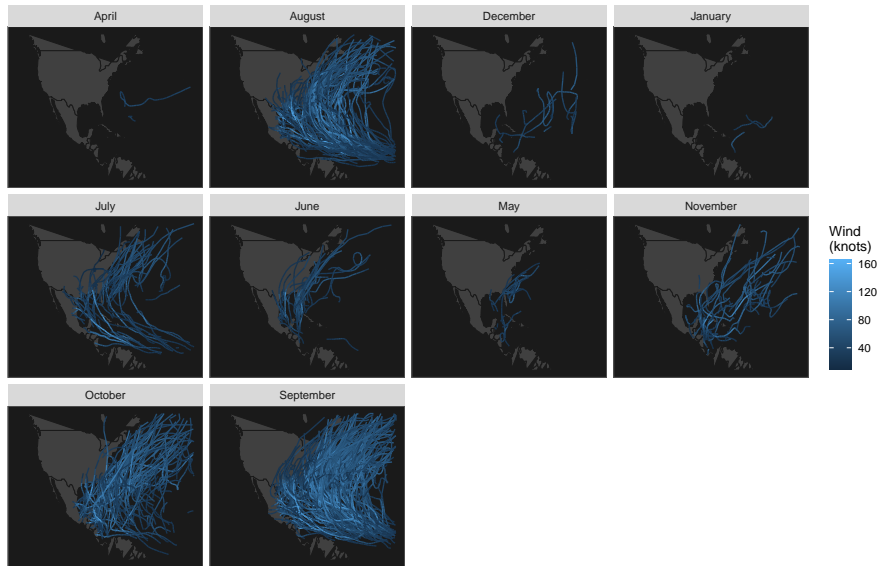 April
August
December
January
July
June
May
November
October
September
Wind
(knots)
160
120
80
40